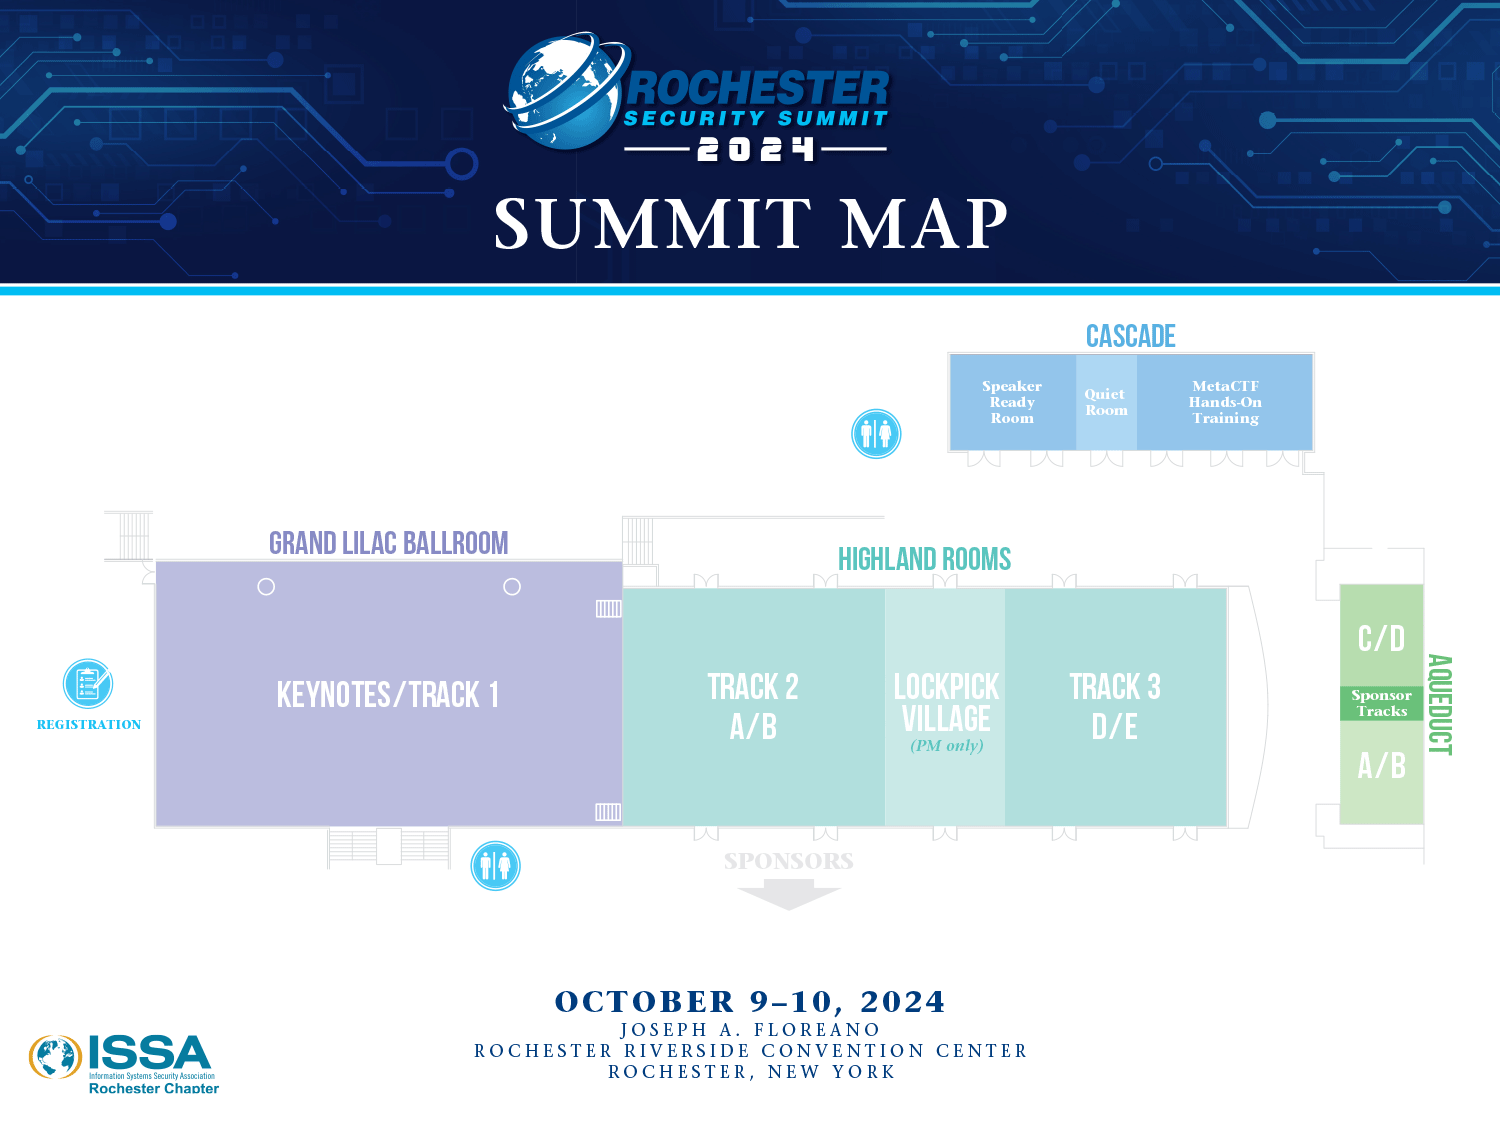 ROCHESTER
SECURITY SUMMIT
2024
SUMMIT MAP
CASCADE
Speaker
Ready
Room
Quiet
Room
MetaCTF
Hands-On
Training
GRAND LILAC BALLROOM
HIGHLAND ROOMS
KEYNOTES/TRACK 1
TRACK 2
A/B
LOCKPICK
VILLAGE
(PM only)
TRACK 3
D/E
C/D
Sponsor
Tracks
A/B
AQUEDUCT
REGISTRATION
SPONSORS
OCTOBER 9–10, 2024
JOSEPH A. FLOREANO
ROCHESTER RIVERSIDE CONVENTION CENTER
ROCHESTER, NEW YORK
ISSA
Information Systems Security Association
Rochester Chapter